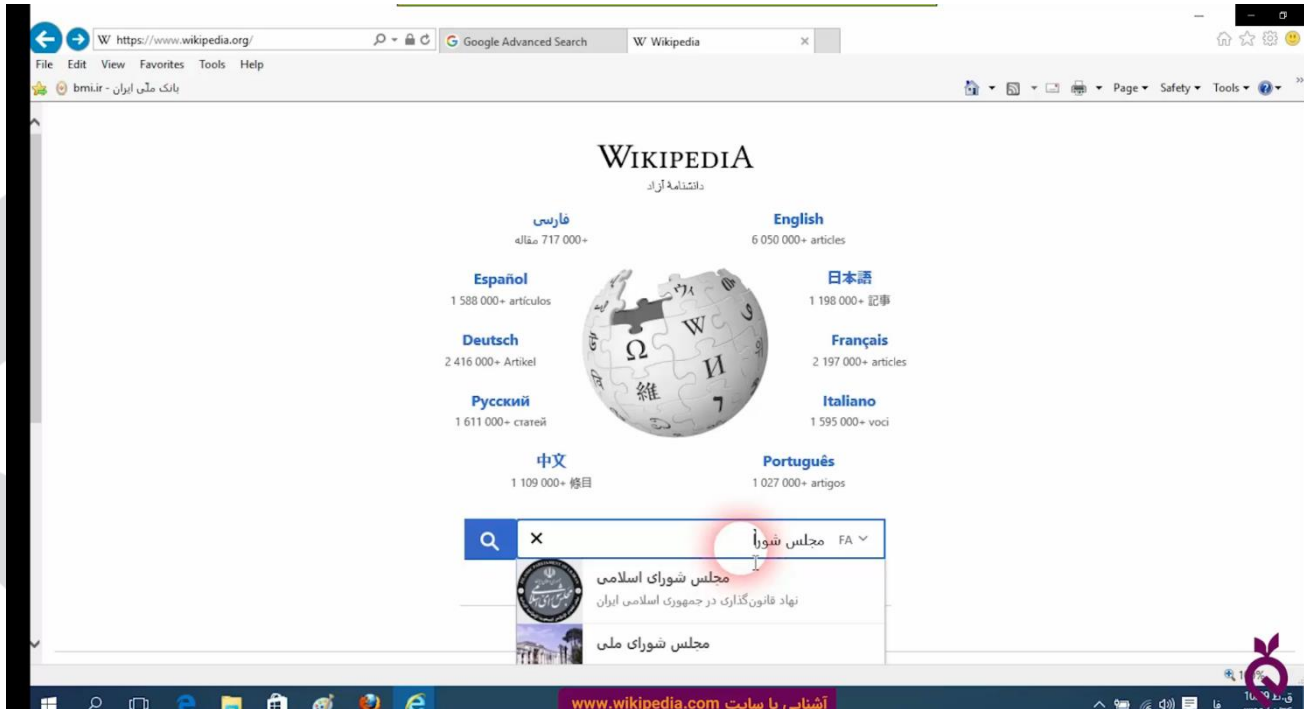 https://www.wikipedia.org/
Google Advanced Search
W Wikipedia
File Edit View Favorites Tools Help
بانک ملّی ایران - bmi.ir
Page Safety Tools
WIKIPEDIA
دانشنامهٔ آزاد
فارسی
717 000+ مقاله
English
6 050 000+ articles
Español
1 588 000+ artículos
日本語
1 198 000+ 記事
Deutsch
2 416 000+ Artikel
Français
2 197 000+ articles
Русский
1 611 000+ статей
Italiano
1 595 000+ voci
中文
1 109 000+ 條目
Português
1 027 000+ artigos
Ω W И 維 7
مجلس شورا FA
مجلس شورای اسلامی
نهاد قانون‌گذاری در جمهوری اسلامی ایران
مجلس شورای ملی
آشنایی با سایت www.wikipedia.com
فا